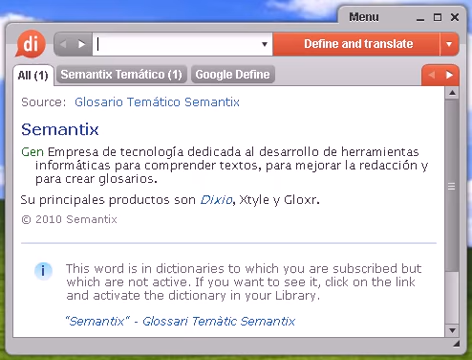 Menu
di
Define and translate
All (1)
Semantix Temático (1)
Google Define
Source: Glosario Temático Semantix
Semantix
Gen Empresa de tecnología dedicada al desarrollo de herramientas
informáticas para comprender textos, para mejorar la redacción y
para crear glosarios.
Su principales productos son Dixio, Xtyle y Gloxr.
© 2010 Semantix
i
This word is in dictionaries to which you are subscribed but
which are not active. If you want to see it, click on the link
and activate the dictionary in your Library.
"Semantix" - Glossari Temàtic Semantix